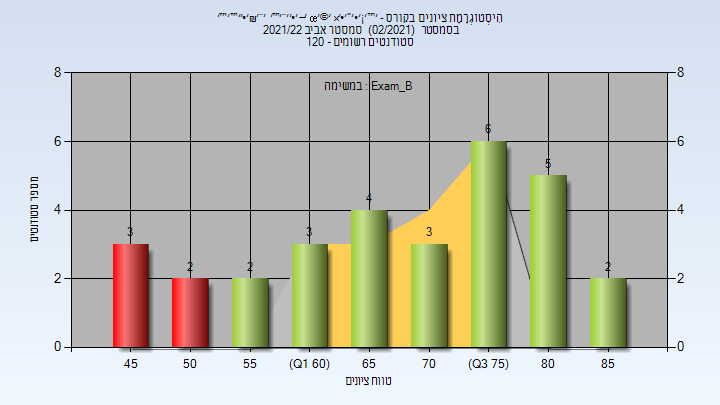 היסטוגרמת ציונים בקורס -
בסמסטר (02/2021) סמסטר אביב 2021/22
סטודנטים רשומים - 120
במשימה : Exam_B
8 8
6 6
4 4
2 2
0 0
מספר סטודנטים
3 2 2 3 4 3 6 5 2
45 50 55 (Q1 60) 65 70 (Q3 75) 80 85
טווח ציונים